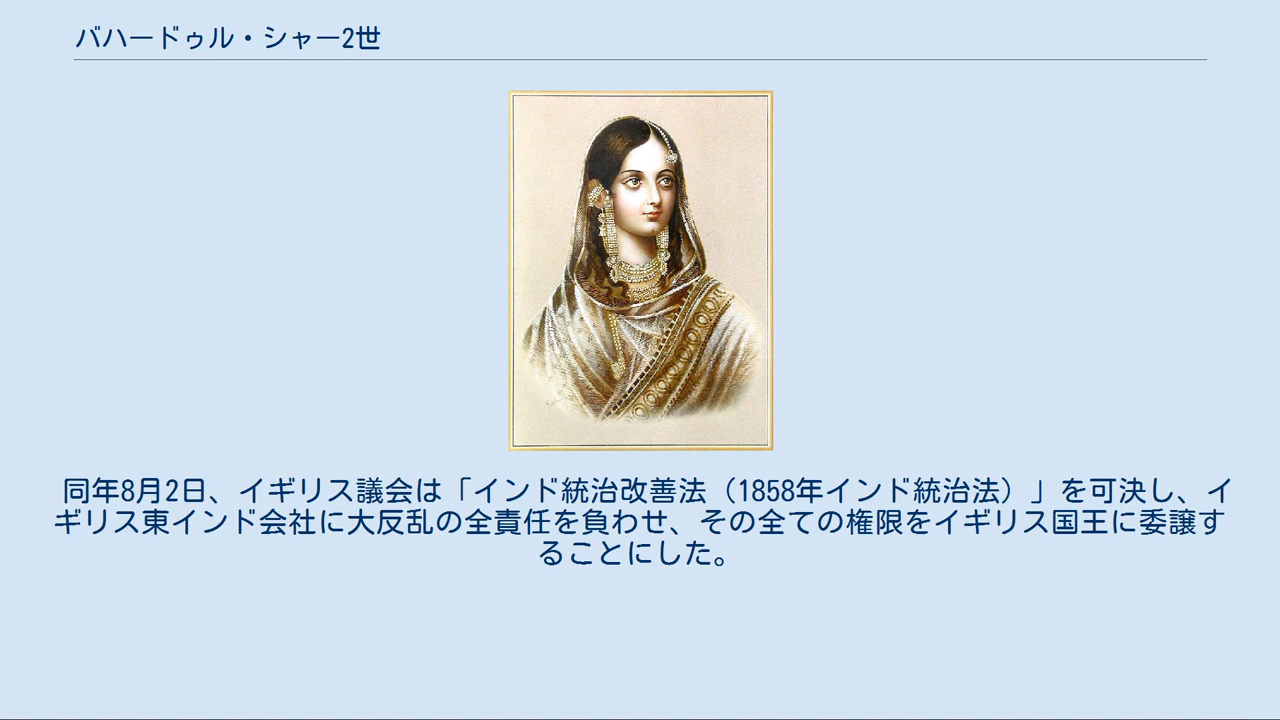 バハードゥル・シャー2世
同年8月2日、イギリス議会は「インド統治改善法（1858年インド統治法）」を可決し、イ
ギリス東インド会社に大反乱の全責任を負わせ、その全ての権限をイギリス国王に委譲す
ることにした。